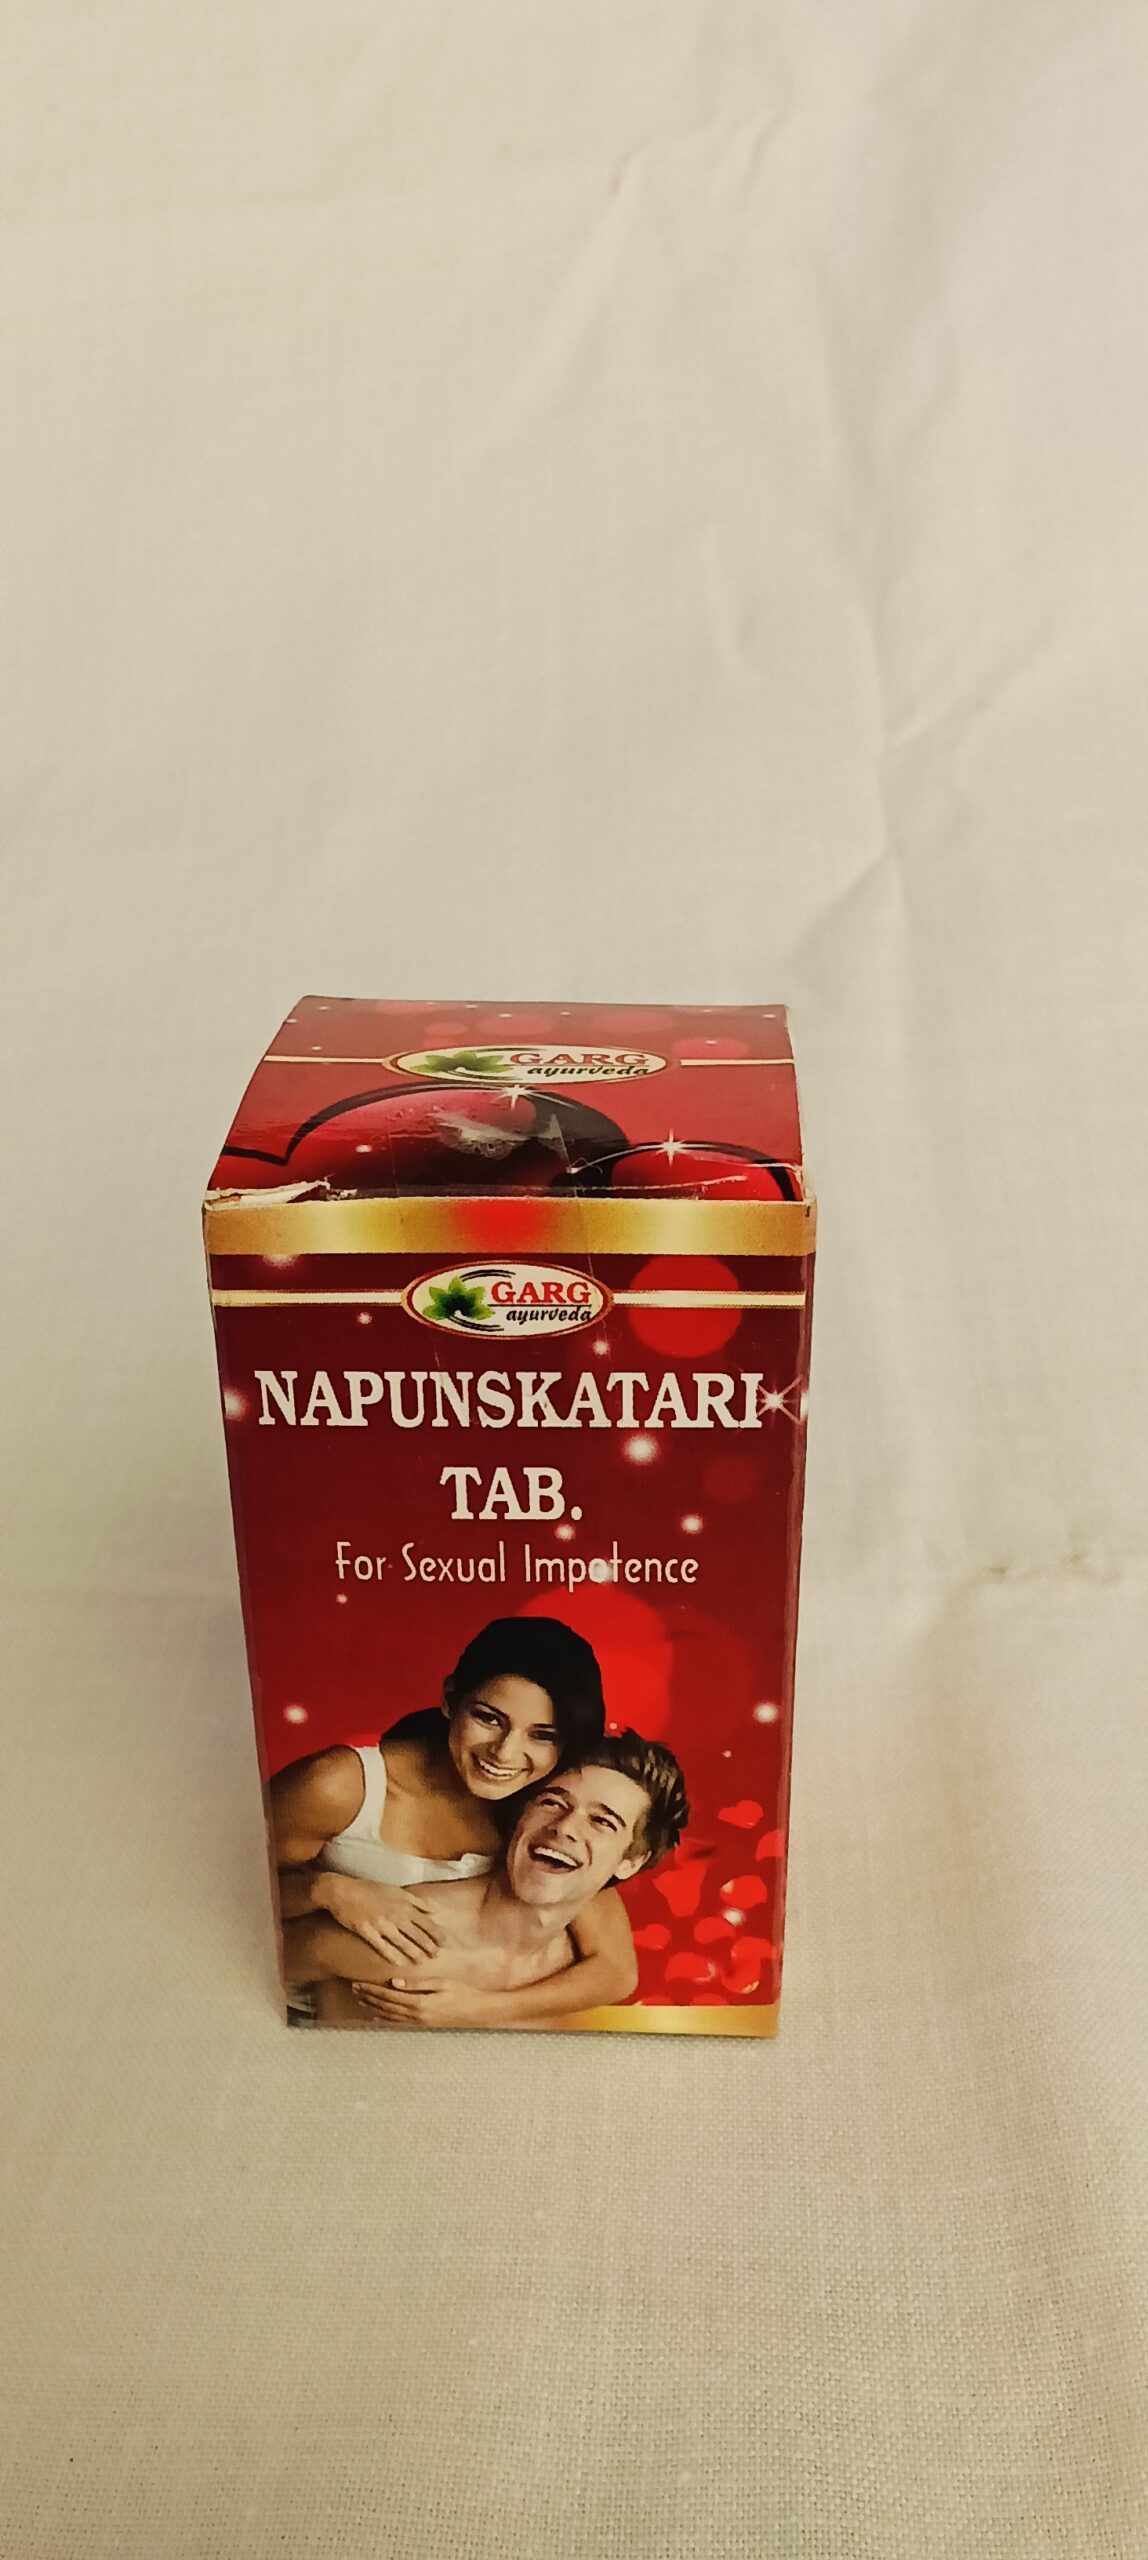 GARG
ayurveda
GARG
ayurveda
NAPUNSKATARI
TAB.
For Sexual Impotence